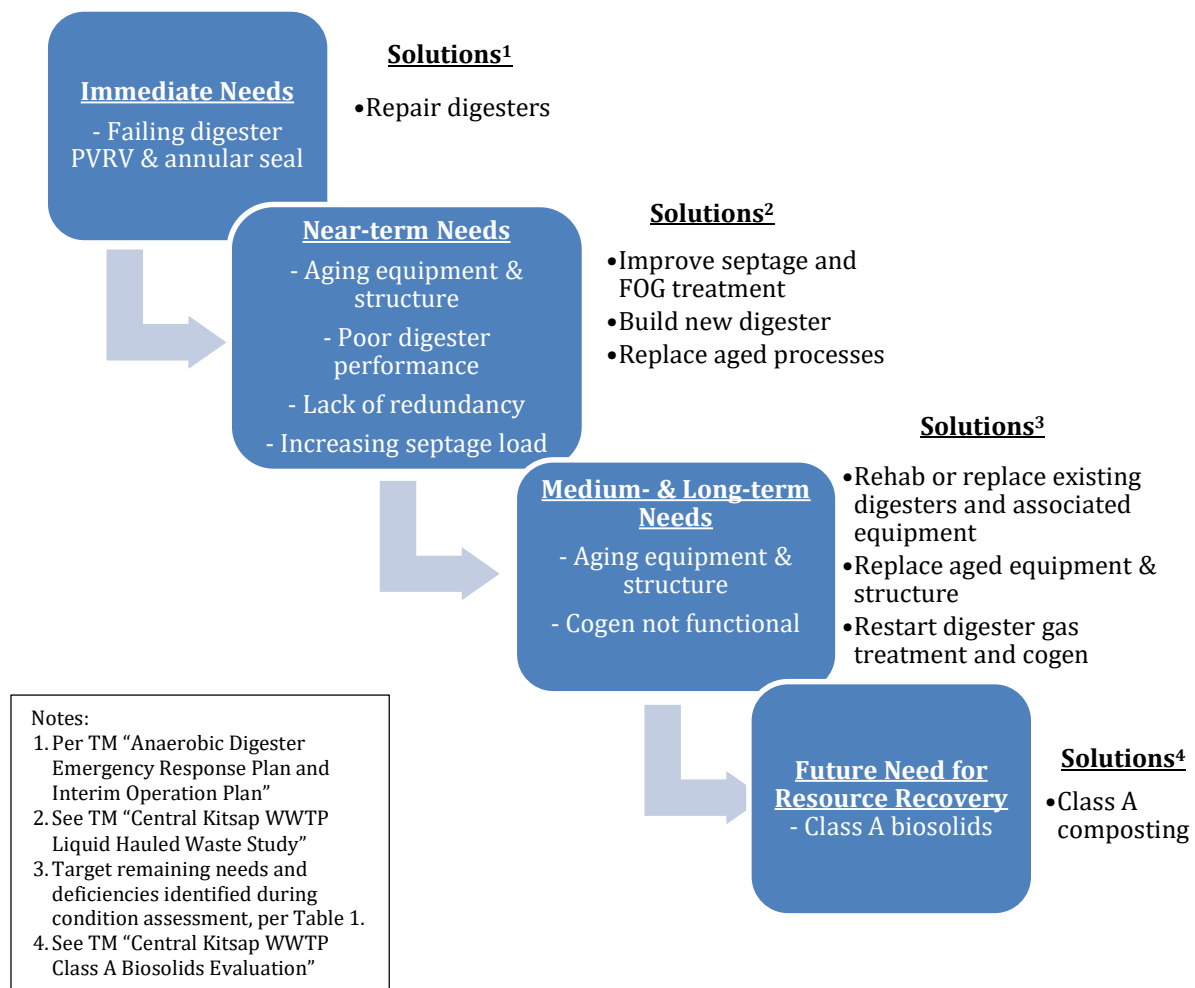 Immediate Needs
- Failing digester
PVRV & annular seal
Solutions¹
•Repair digesters
Near-term Needs
- Aging equipment &
structure
- Poor digester
performance
- Lack of redundancy
- Increasing septage load
Solutions²
•Improve septage and
FOG treatment
•Build new digester
•Replace aged processes
Medium- & Long-term
Needs
- Aging equipment &
structure
- Cogen not functional
Solutions³
•Rehab or replace existing
digesters and associated
equipment
•Replace aged equipment &
structure
•Restart digester gas
treatment and cogen
Future Need for
Resource Recovery
- Class A biosolids
Solutions⁴
•Class A
composting
Notes:
1. Per TM “Anaerobic Digester
Emergency Response Plan and
Interim Operation Plan”
2. See TM “Central Kitsap WWTP
Liquid Hauled Waste Study”
3. Target remaining needs and
deficiencies identified during
condition assessment, per Table 1.
4. See TM “Central Kitsap WWTP
Class A Biosolids Evaluation”